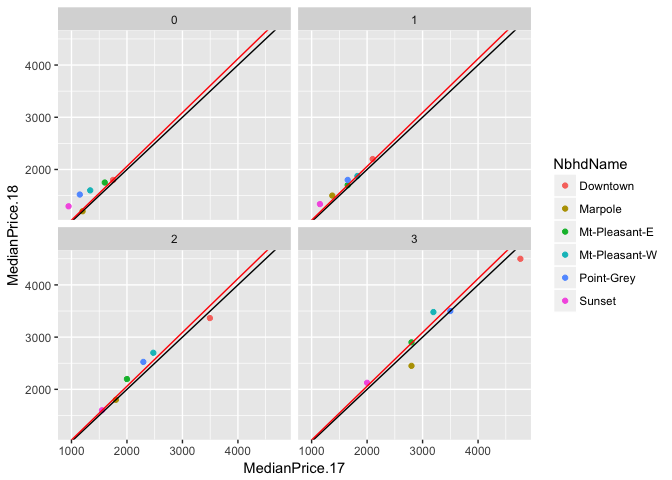 0
1
4000
3000
2000
2
3
4000
3000
2000
1000
2000
3000
4000
1000
2000
3000
4000
MedianPrice.17
MedianPrice.18
NbhdName
Downtown
Marpole
Mt-Pleasant-E
Mt-Pleasant-W
Point-Grey
Sunset